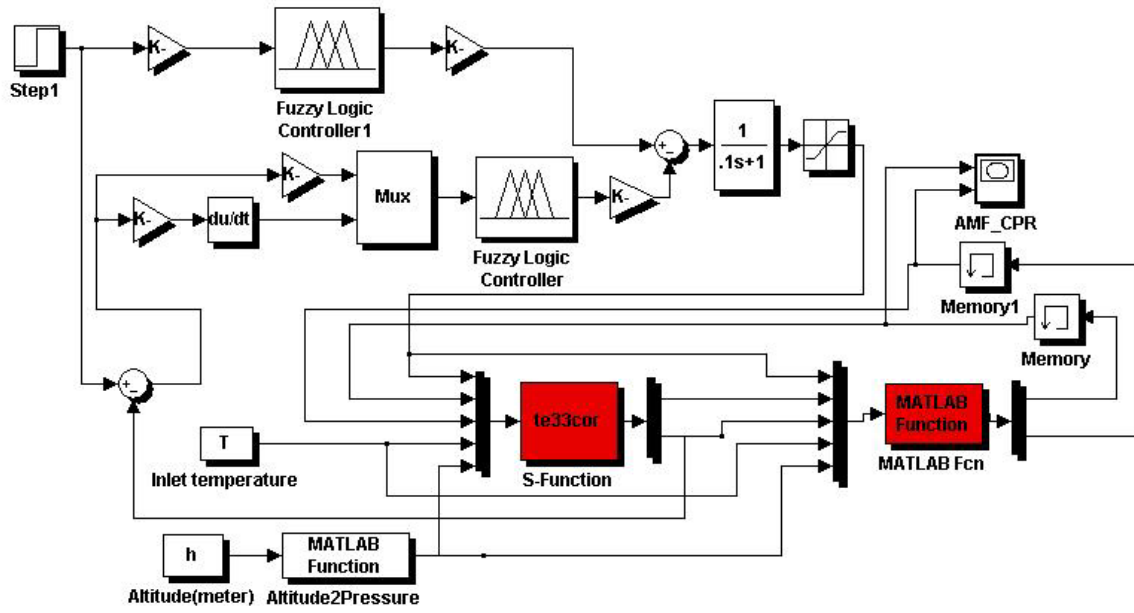 Step1
K-
Fuzzy Logic
Controller1
K-
1
.1s+1
K-
Mux
K-
du/dt
Fuzzy Logic
Controller
K-
AMF_CPR
Memory1
Memory
T
Inlet temperature
te33cor
S-Function
MATLAB
Function
MATLAB Fcn
h
Altitude(meter)
MATLAB
Function
Altitude2Pressure